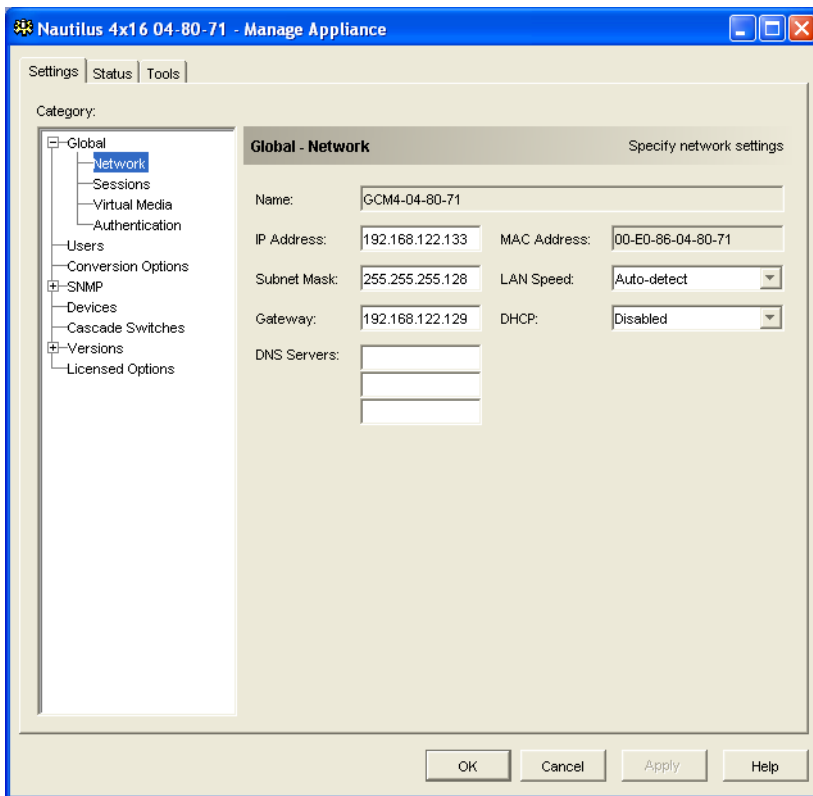 Nautilus 4x16 04-80-71 - Manage Appliance
Settings Status Tools
Category:
Global
Network
Sessions
Virtual Media
Authentication
Users
Conversion Options
SNMP
Devices
Cascade Switches
Versions
Licensed Options
Global - Network Specify network settings
Name: GCM4-04-80-71
IP Address: 192.168.122.133 MAC Address: 00-E0-86-04-80-71
Subnet Mask: 255.255.255.128 LAN Speed: Auto-detect
Gateway: 192.168.122.129 DHCP: Disabled
DNS Servers:
OK Cancel Apply Help